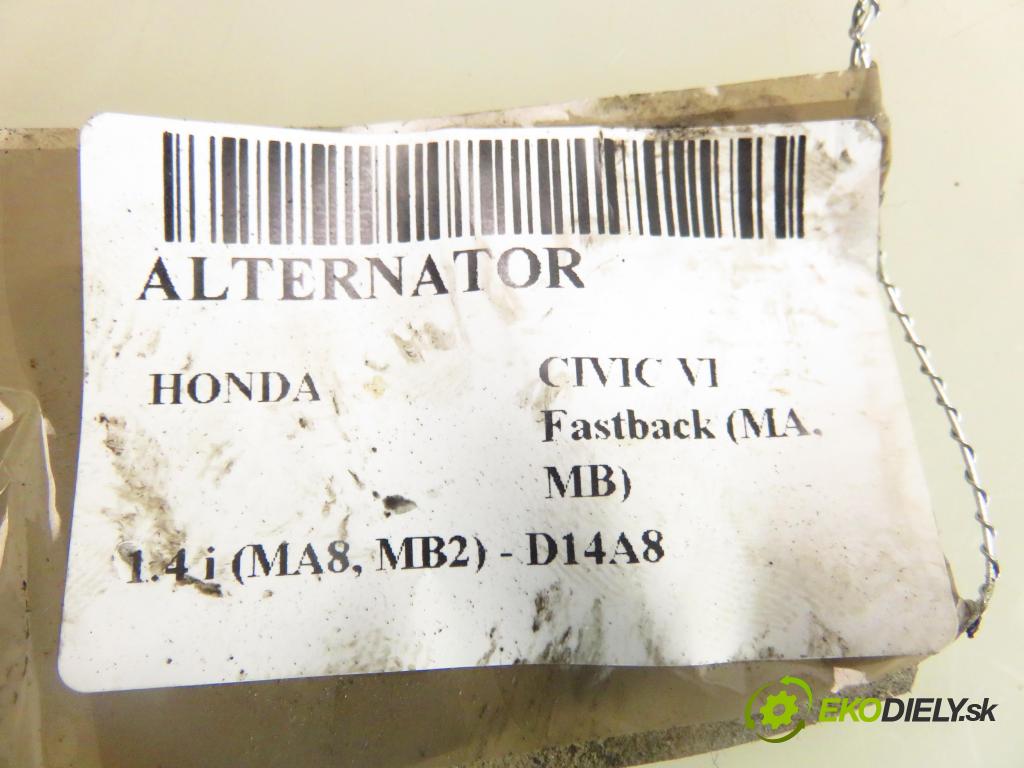 ALTERNATOR
HONDA
CIVIC VI
Fastback (MA,
MB)
1.4 i (MA8, MB2) - D14A8
EKODIELY.sk